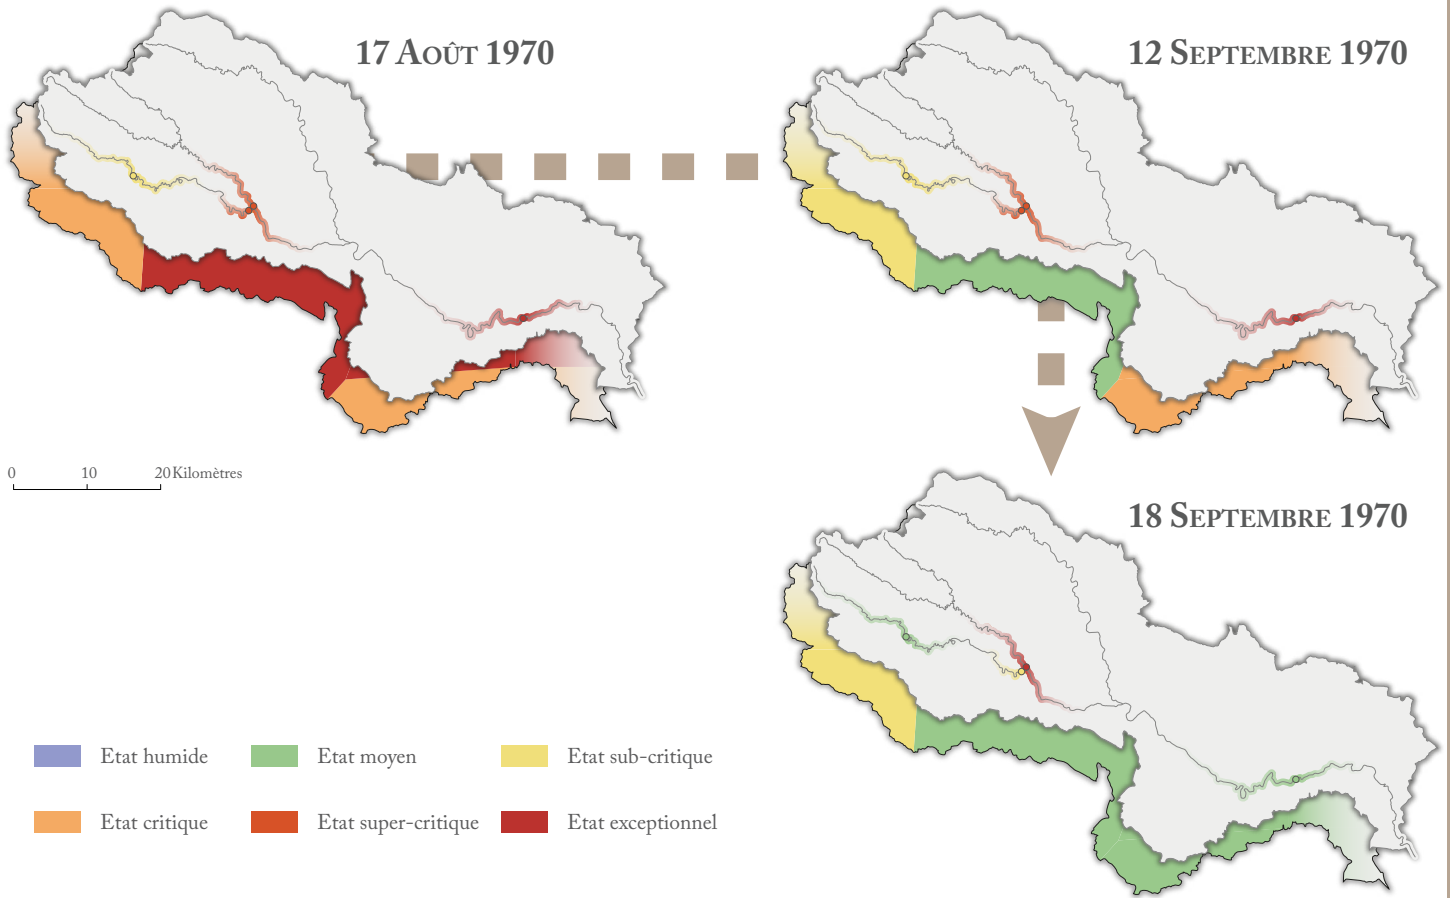 17 AOÛT 1970
12 SEPTEMBRE 1970
0 10 20 Kilomètres
18 SEPTEMBRE 1970
Etat humide
Etat moyen
Etat sub-critique
Etat critique
Etat super-critique
Etat exceptionnel